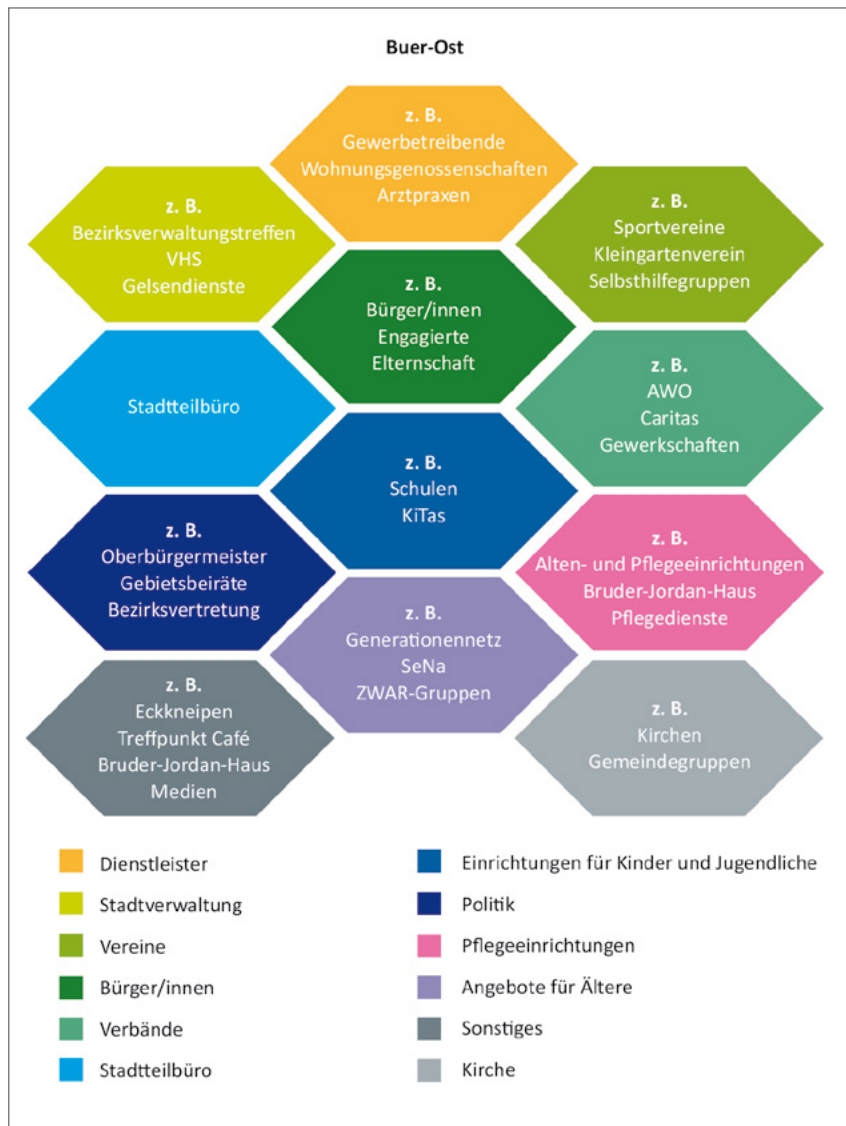 Buer-Ost
z. B.
Gewerbetreibende
Wohnungsgenossenschaften
Arztpraxen
z. B.
Bezirksverwaltungstreffen
VHS
Gelsendienste
z. B.
Sportvereine
Kleingartenverein
Selbsthilfegruppen
z. B.
Bürger/innen
Engagierte
Elternschaft
Stadtteilbüro
z. B.
AWO
Caritas
Gewerkschaften
z. B.
Schulen
KiTas
z. B.
Oberbürgermeister
Gebietsbeiräte
Bezirksvertretung
z. B.
Alten- und Pflegeeinrichtungen
Bruder-Jordan-Haus
Pflegedienste
z. B.
Generationennetz
SeNa
ZWAR-Gruppen
z. B.
Eckkneipen
Treffpunkt Café
Bruder-Jordan-Haus
Medien
z. B.
Kirchen
Gemeindegruppen
Dienstleister
Stadtverwaltung
Vereine
Bürger/innen
Verbände
Stadtteilbüro
Einrichtungen für Kinder und Jugendliche
Politik
Pflegeeinrichtungen
Angebote für Ältere
Sonstiges
Kirche